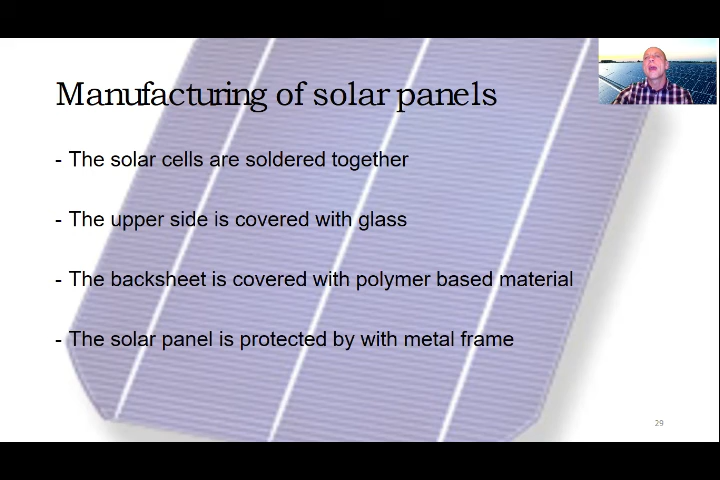 Manufacturing of solar panels
- The solar cells are soldered together
- The upper side is covered with glass
- The backsheet is covered with polymer based material
- The solar panel is protected by with metal frame
29